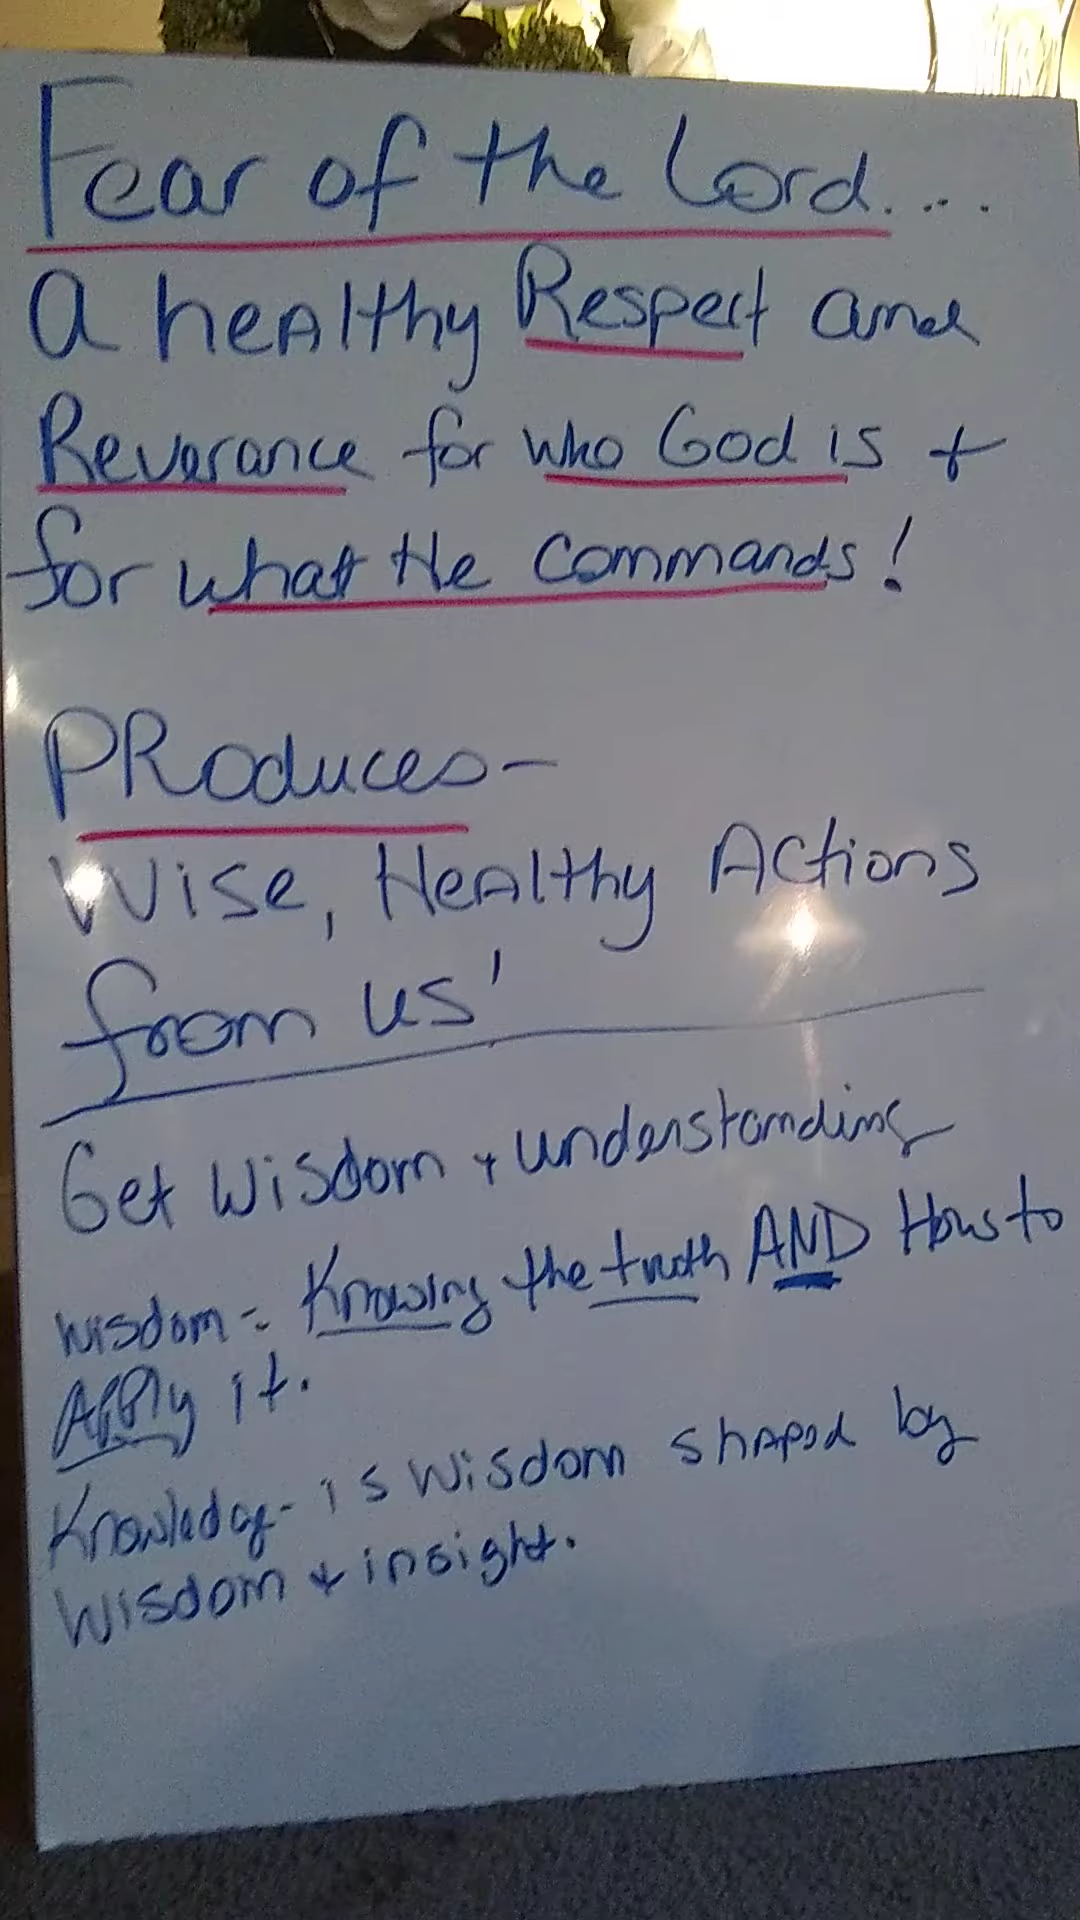 Fear of the Lord....
A healthy Respect and
Reverance for who God is +
for what He Commands!
PRoduces-
Wise, Healthy Actions
from us'
Get Wisdom + understanding
Wisdom = Knowing the truth AND How to
Apply it.
Knowledge- is Wisdom shaped by
Wisdom + insight.